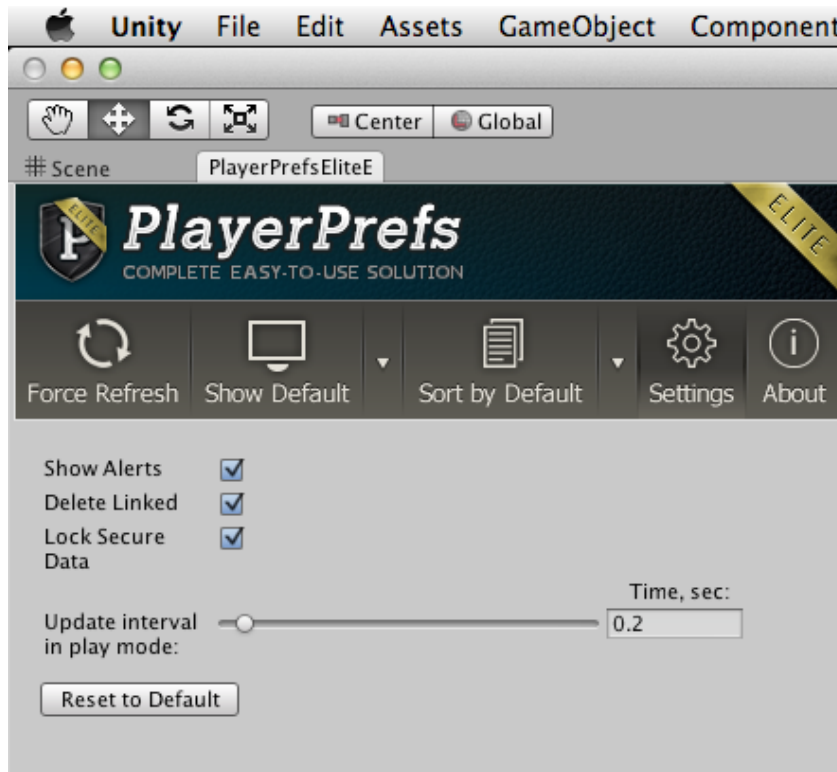 Unity File Edit Assets GameObject Component
Center Global
Scene PlayerPrefsEliteE
ELITE P PlayerPrefs ELITE
COMPLETE EASY-TO-USE SOLUTION
Force Refresh Show Default Sort by Default Settings About
Show Alerts
Delete Linked
Lock Secure
Data
Time, sec:
Update interval 0.2
in play mode:
Reset to Default